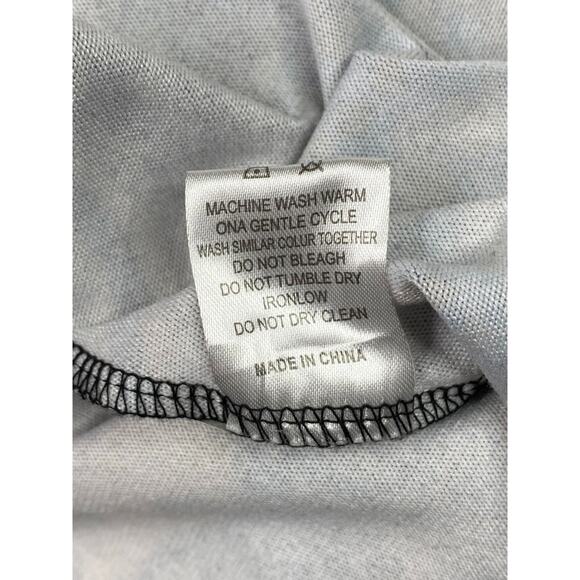 MACHINE WASH WARM
ONA GENTLE CYCLE
WASH SIMILAR COLUR TOGETHER
DO NOT BLEAGH
DO NOT TUMBLE DRY
IRONLOW
DO NOT DRY CLEAN
MADE IN CHINA